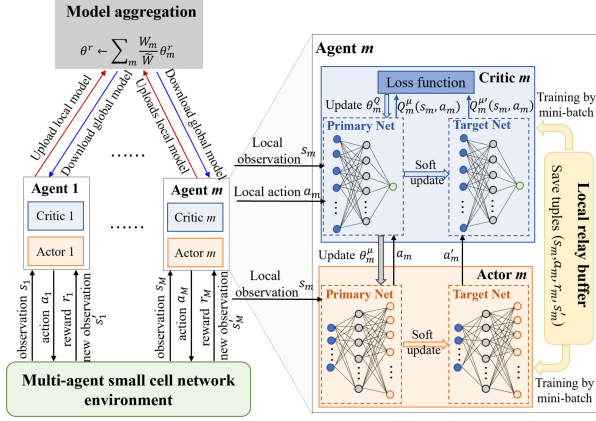 Model aggregation
θ^r ← ∑_m W_m/W̃ θ_m^r
Upload local model
Download global model
Uploads local model
Download global model
......
Agent 1
Critic 1
Actor 1
......
Agent m
Critic m
Actor m
observation s_1
action a_1
reward r_1
new observation
s_1'
observation s_M
action a_M
reward r_M
new observation
s_M'
Multi-agent small cell network
environment
Local
observation s_m
Local action a_m
Local
observation s_m
Agent m
Loss function
Critic m
Update θ_m^Q
Q_m^μ(s_m, a_m)
Q_m^μ'(s_m, a_m)
Primary Net
Target Net
Soft
update
Update θ_m^μ
a_m
a_m'
Actor m
Primary Net
Target Net
Soft
update
Training by
mini-batch
Local relay buffer
Save tuples (s_m, a_m, r_m, s_m')
Training by
mini-batch